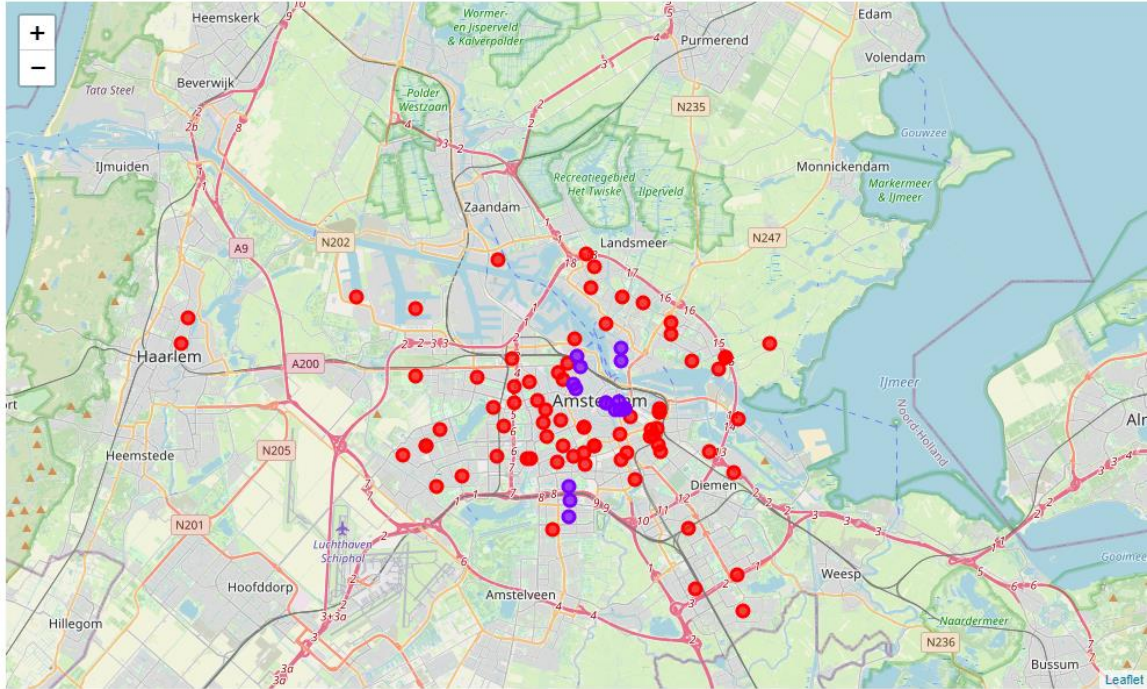 Heemskerk
Wormer-
en Jisperveld
& Kalverpolder
Edam
+
−
Purmerend
Volendam
Beverwijk
Tata Steel
Polder
Westzaan
N235
Gouwzee
IJmuiden
Recreatiegebied
Het Twiske
Ilperveld
Monnickendam
Markermeer
& IJmeer
Zaandam
N202
A9
Landsmeer
N247
Haarlem
A200
IJmeer
Noord-Holland
Amsterdam
Heemstede
N205
Diemen
N201
Luchthaven
Schiphol
Hoofddorp
Amstelveen
Weesp
Gooimeer
Hillegom
Naardermeer
N236
Bussum
Leaflet